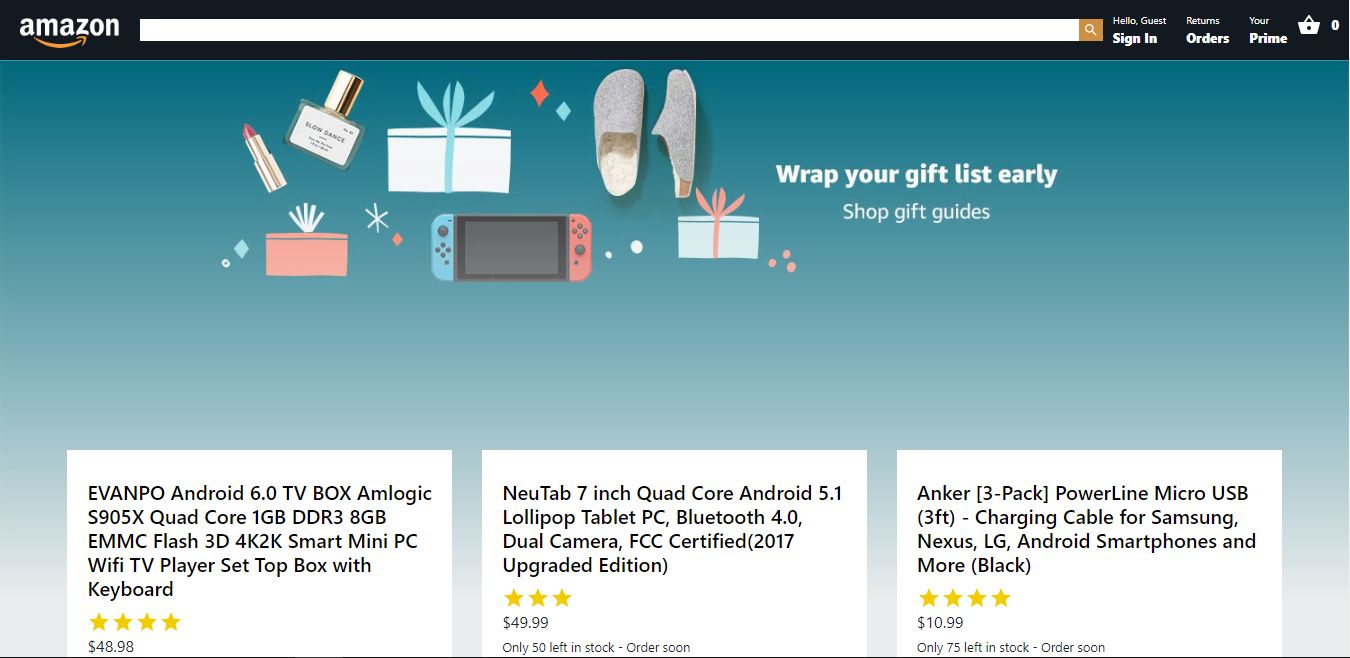 amazon
Hello, Guest
Sign In
Returns
Orders
Your
Prime
0
SLOW DANCE
Wrap your gift list early
Shop gift guides
EVANPO Android 6.0 TV BOX Amlogic
S905X Quad Core 1GB DDR3 8GB
EMMC Flash 3D 4K2K Smart Mini PC
Wifi TV Player Set Top Box with
Keyboard
$48.98
NeuTab 7 inch Quad Core Android 5.1
Lollipop Tablet PC, Bluetooth 4.0,
Dual Camera, FCC Certified(2017
Upgraded Edition)
$49.99
Only 50 left in stock - Order soon
Anker [3-Pack] PowerLine Micro USB
(3ft) - Charging Cable for Samsung,
Nexus, LG, Android Smartphones and
More (Black)
$10.99
Only 75 left in stock - Order soon